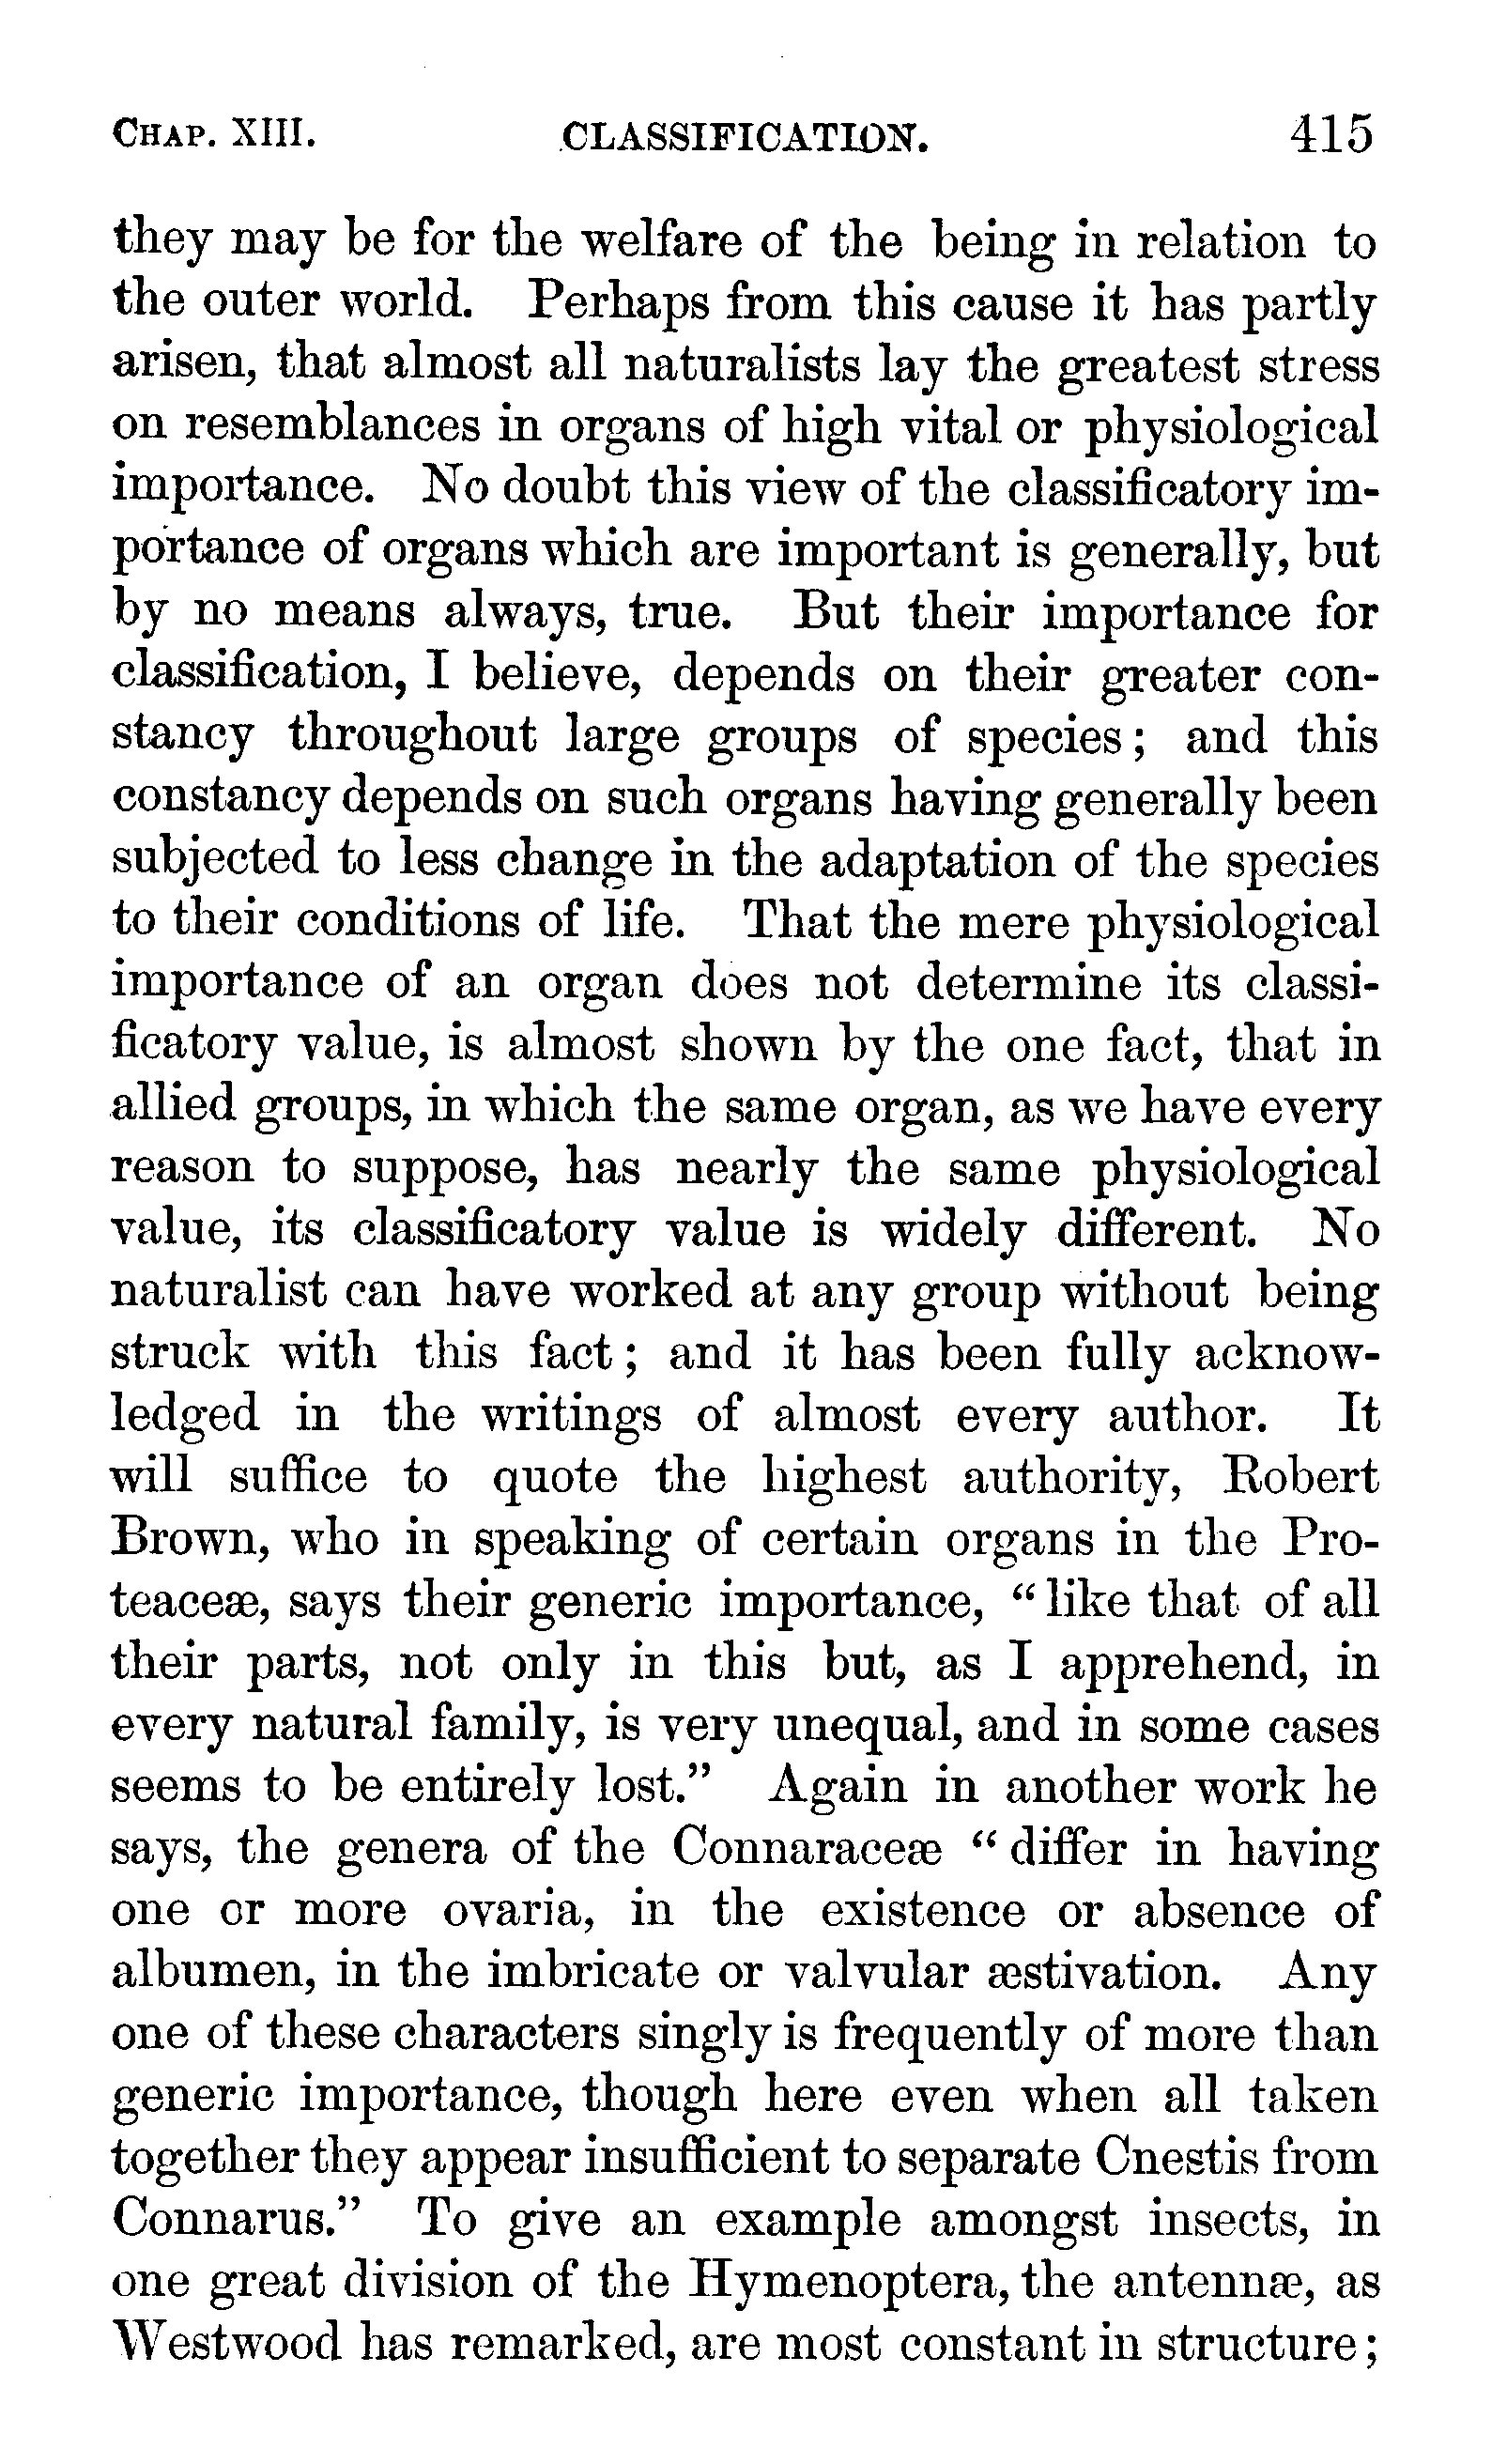 CHAP. XIII. CLASSIFICATION. 415
they may be for the welfare of the being in relation to
the outer world. Perhaps from this cause it has partly
arisen, that almost all naturalists lay the greatest stress
on resemblances in organs of high vital or physiological
importance. No doubt this view of the classificatory im-
portance of organs which are important is generally, but
by no means always, true. But their importance for
classification, I believe, depends on their greater con-
stancy throughout large groups of species; and this
constancy depends on such organs having generally been
subjected to less change in the adaptation of the species
to their conditions of life. That the mere physiological
importance of an organ does not determine its classi-
ficatory value, is almost shown by the one fact, that in
allied groups, in which the same organ, as we have every
reason to suppose, has nearly the same physiological
value, its classificatory value is widely different. No
naturalist can have worked at any group without being
struck with this fact; and it has been fully acknow-
ledged in the writings of almost every author. It
will suffice to quote the highest authority, Robert
Brown, who in speaking of certain organs in the Pro-
teaceæ, says their generic importance, “like that of all
their parts, not only in this but, as I apprehend, in
every natural family, is very unequal, and in some cases
seems to be entirely lost.” Again in another work he
says, the genera of the Connaraceæ “differ in having
one or more ovaria, in the existence or absence of
albumen, in the imbricate or valvular æstivation. Any
one of these characters singly is frequently of more than
generic importance, though here even when all taken
together they appear insufficient to separate Cnestis from
Connarus.” To give an example amongst insects, in
one great division of the Hymenoptera, the antennæ, as
Westwood has remarked, are most constant in structure;